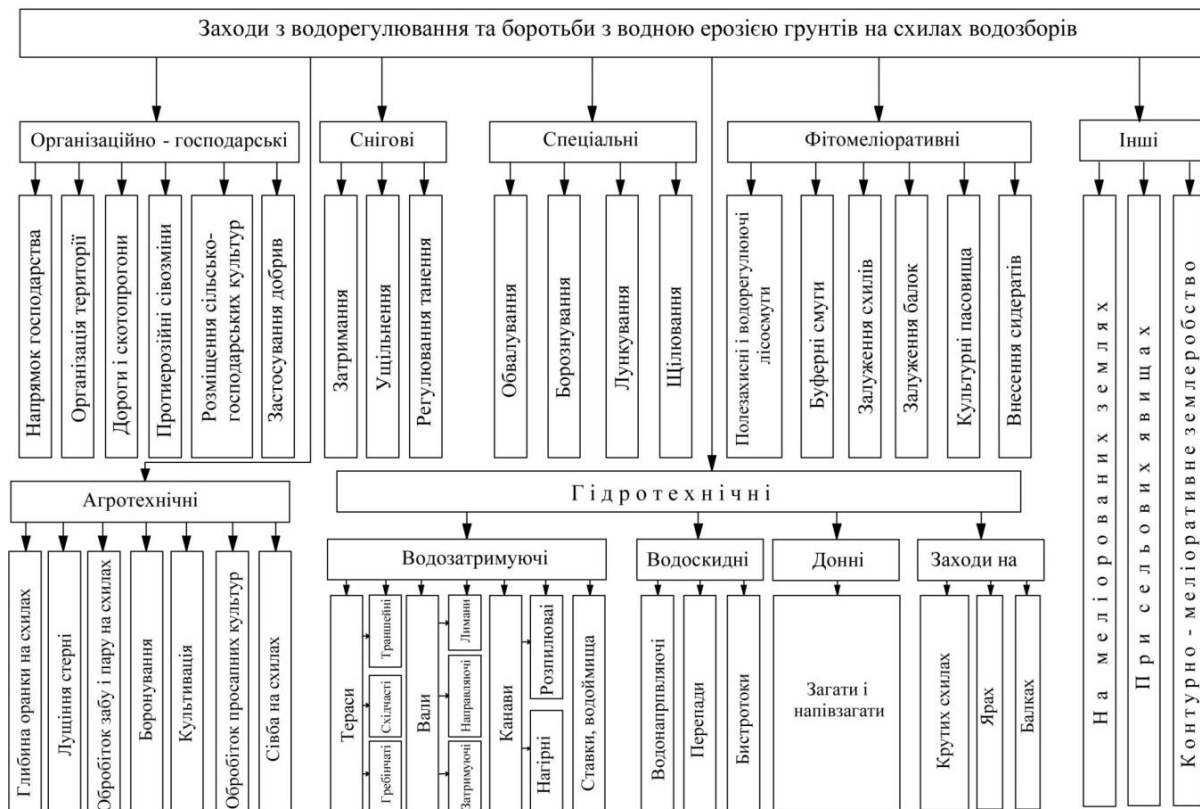 Заходи з водорегулювання та боротьби з водною ерозією грунтів на схилах водозборів
Організаційно - господарські
Снігові
Спеціальні
Фітомеліоративні
Інші
Напрямок господарства
Організація території
Дороги і скотопрогони
Протиерозійні сівозміни
Розміщення сільсько-
господарських культур
Застосування добрив
Затримання
Ущільнення
Регулювання танення
Обвалування
Борознування
Лункування
Щілювання
Полезахисні і водорегулюючі
лісосмуги
Буферні смуги
Залуження схилів
Залуження балок
Культурні пасовища
Внесення сидератів
На меліорованих землях
При сельових явищах
Контурно - меліоративне землеробство
Агротехнічні
Гідротехнічні
Глибина оранки на схилах
Лущіння стерні
Обробіток забу і пару на схилах
Боронування
Культивація
Обробіток просапних культур
Сівба на схилах
Водозатримуючі
Водоскидні
Донні
Заходи на
Тераси
Траншейні
Східчасті
Гребінчаті
Вали
Лимани
Направляючі
Затримуючі
Канави
Розпилюваі
Нагірні
Ставки, водоймища
Водонапрпвляючі
Перепади
Бистротоки
Загати і
напівзагати
Крутих схилах
Ярах
Балках